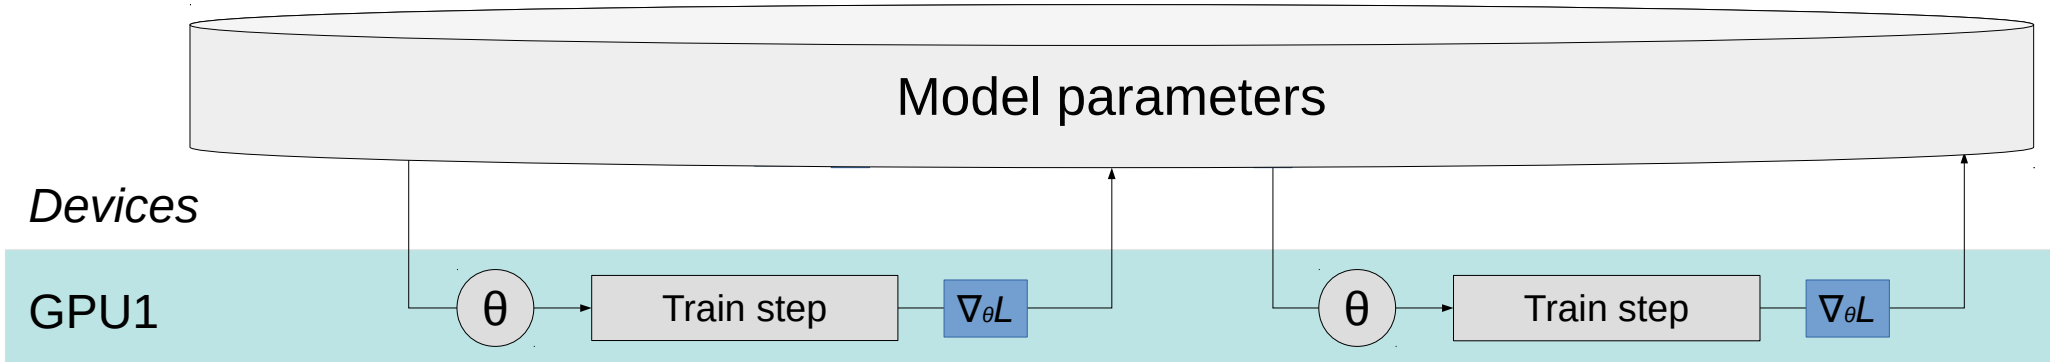 Model parameters
Devices
GPU1
θ
Train step
∇θL
θ
Train step
∇θL